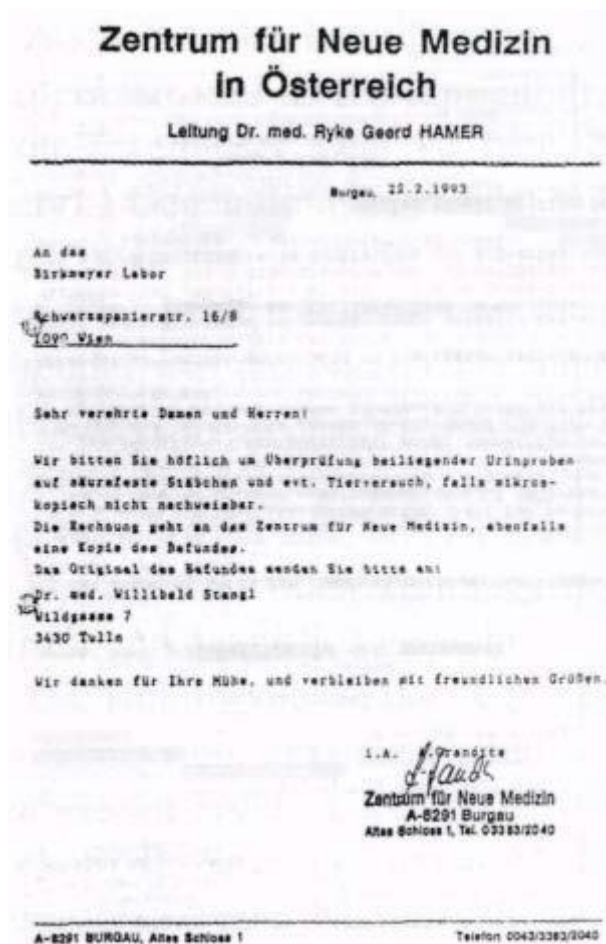 Zentrum für Neue Medizin
in Österreich
Leitung Dr. med. Ryke Geerd HAMER
Burgau, 22.2.1993
An das
Birkmayer Labor
Schwarzspanierstr. 16/8
1090 Wien
Sehr verehrte Damen und Herren!
Wir bitten Sie höflich um Überprüfung beiliegender Urinproben
auf säurefeste Stäbchen und evt. Tierversuch, falls mikros-
kopisch nicht nachweisbar.
Die Rechnung geht an das Zentrum für Neue Medizin, ebenfalls
eine Kopie des Befundes.
Das Original des Befundes senden Sie bitte an:
Dr. med. Willibald Stangl
Wildgasse 7
3430 Tulln
Wir danken für Ihre Mühe, und verbleiben mit freundlichen Grüßen.
i.A. Grandits
Zentrum für Neue Medizin
A-8291 Burgau
Altes Schloss 1, Tel. 03383/2040
A-8291 BURGAU, Altes Schloss 1 Telefon 0043/3383/2040